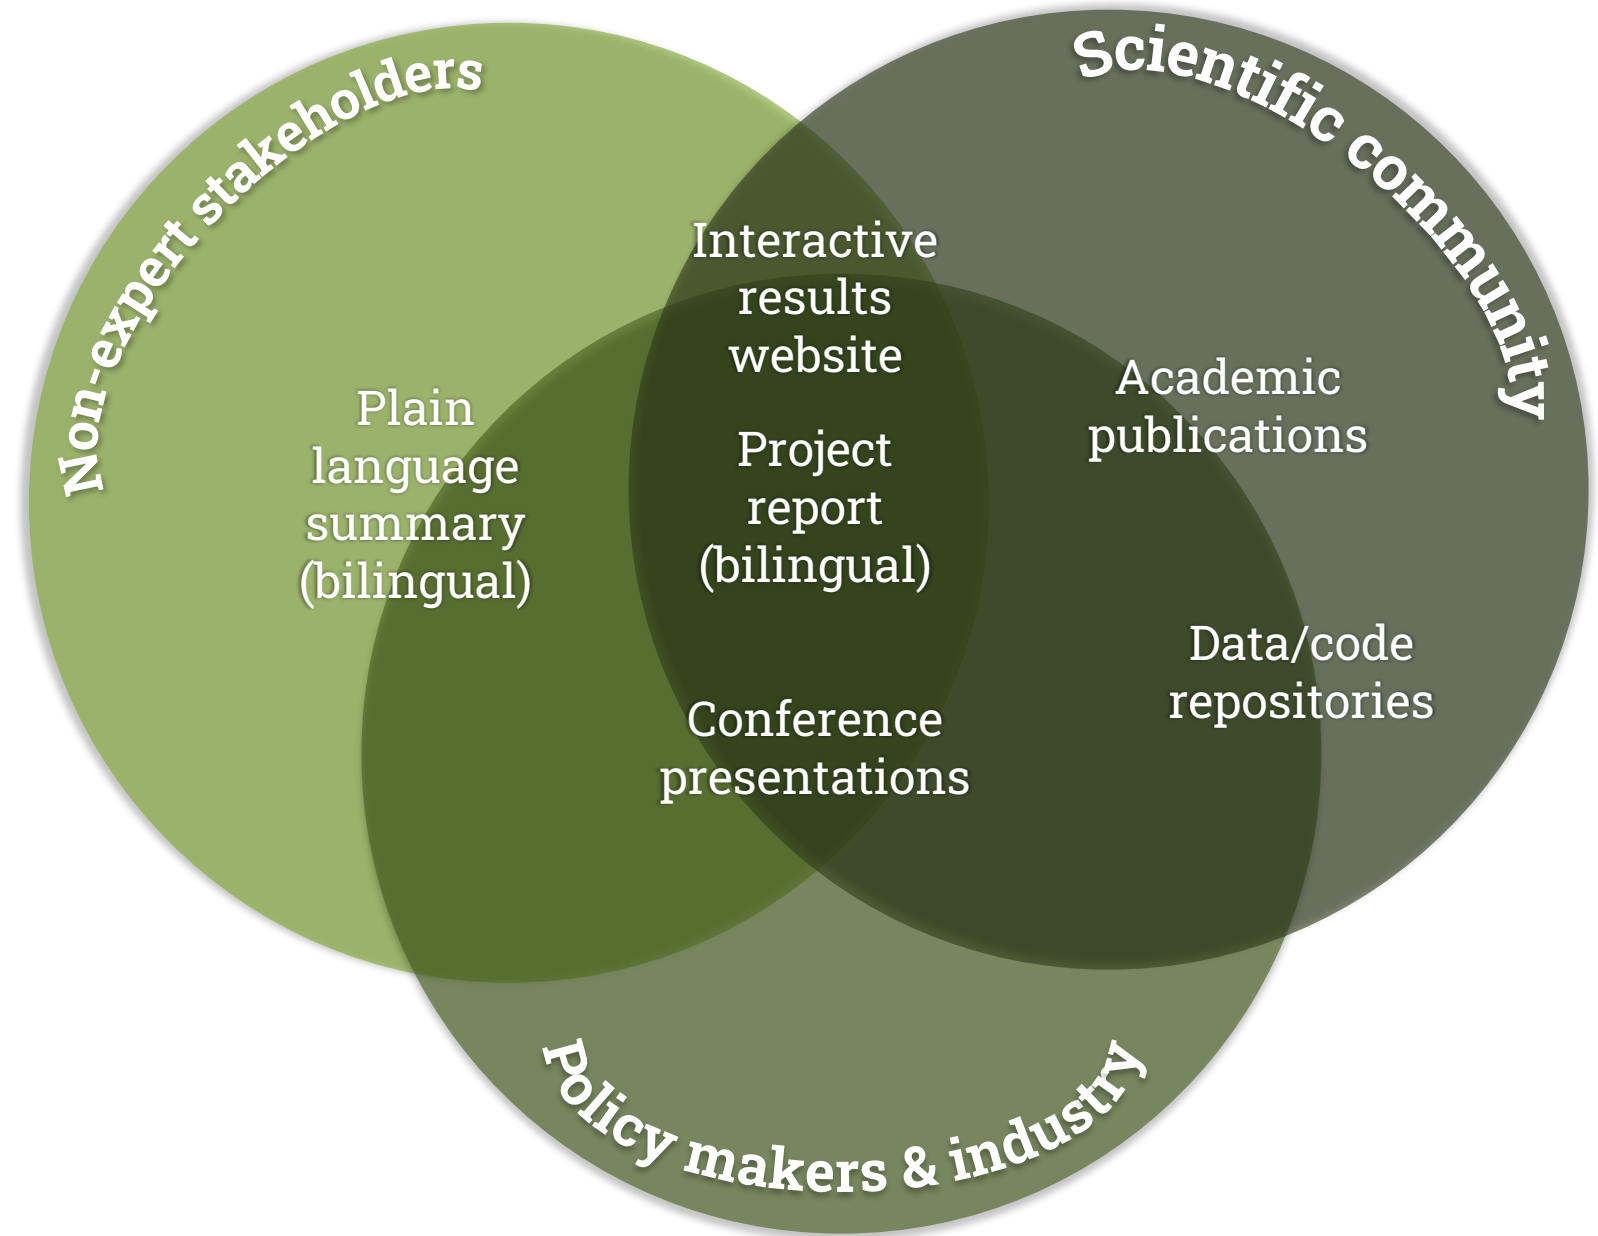 Non-expert stakeholders
Scientific community
Interactive
results
website
Plain
language
summary
(bilingual)
Project
report
(bilingual)
Academic
publications
Data/code
repositories
Conference
presentations
Policy makers & industry